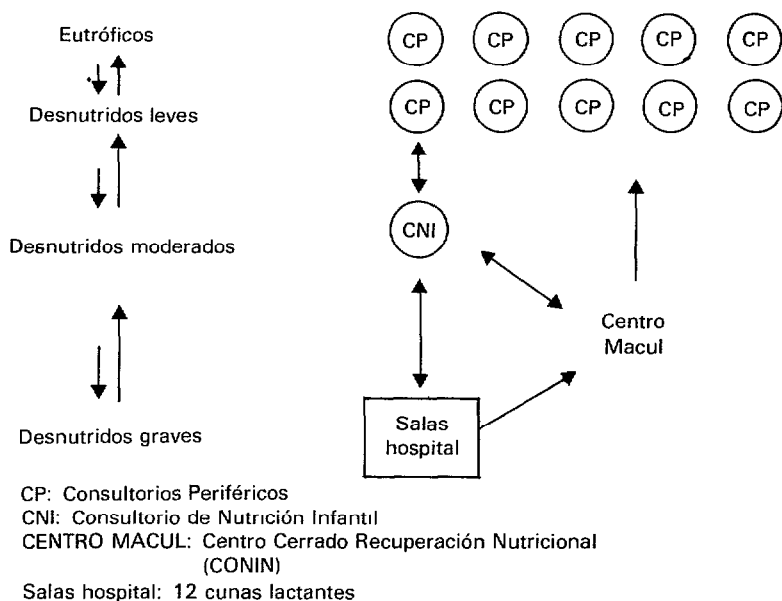 Eutróficos
CP CP CP CP CP
Desnutridos leves
CP CP CP CP CP
Desnutridos moderados
CNI
Centro
Macul
Desnutridos graves
Salas
hospital
CP: Consultorios Periféricos
CNI: Consultorio de Nutrición Infantil
CENTRO MACUL: Centro Cerrado Recuperación Nutricional
(CONIN)
Salas hospital: 12 cunas lactantes